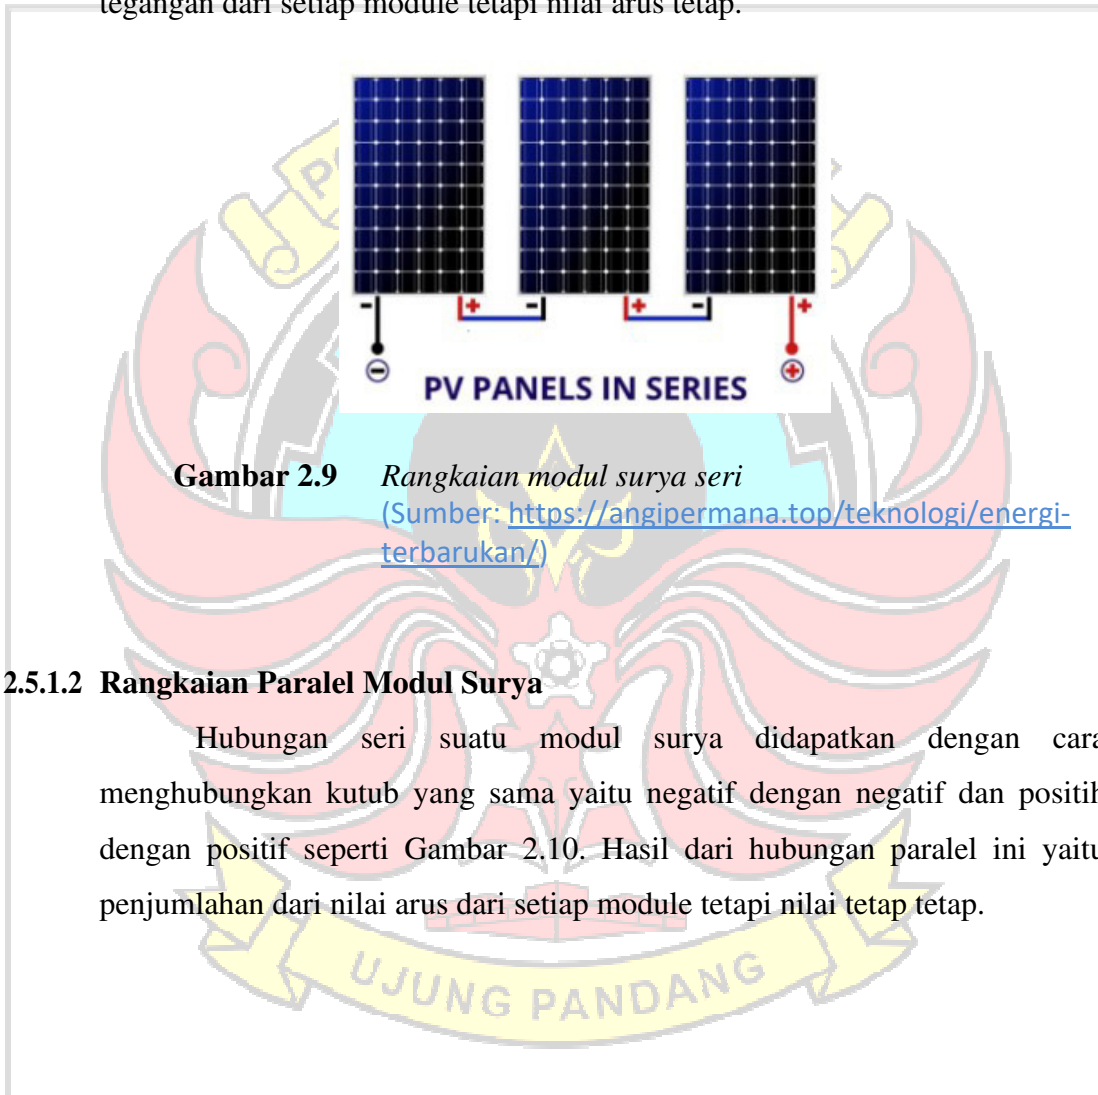 tegangan dari setiap module tetapi nilai arus tetap.
- + - + - +
PV PANELS IN SERIES
Gambar 2.9 Rangkaian modul surya seri
(Sumber: https://angipermana.top/teknologi/energi-
terbarukan/)
2.5.1.2 Rangkaian Paralel Modul Surya
Hubungan seri suatu modul surya didapatkan dengan cara
menghubungkan kutub yang sama yaitu negatif dengan negatif dan positih
dengan positif seperti Gambar 2.10. Hasil dari hubungan paralel ini yaitu
penjumlahan dari nilai arus dari setiap module tetapi nilai tetap tetap.
UJUNG PANDANG